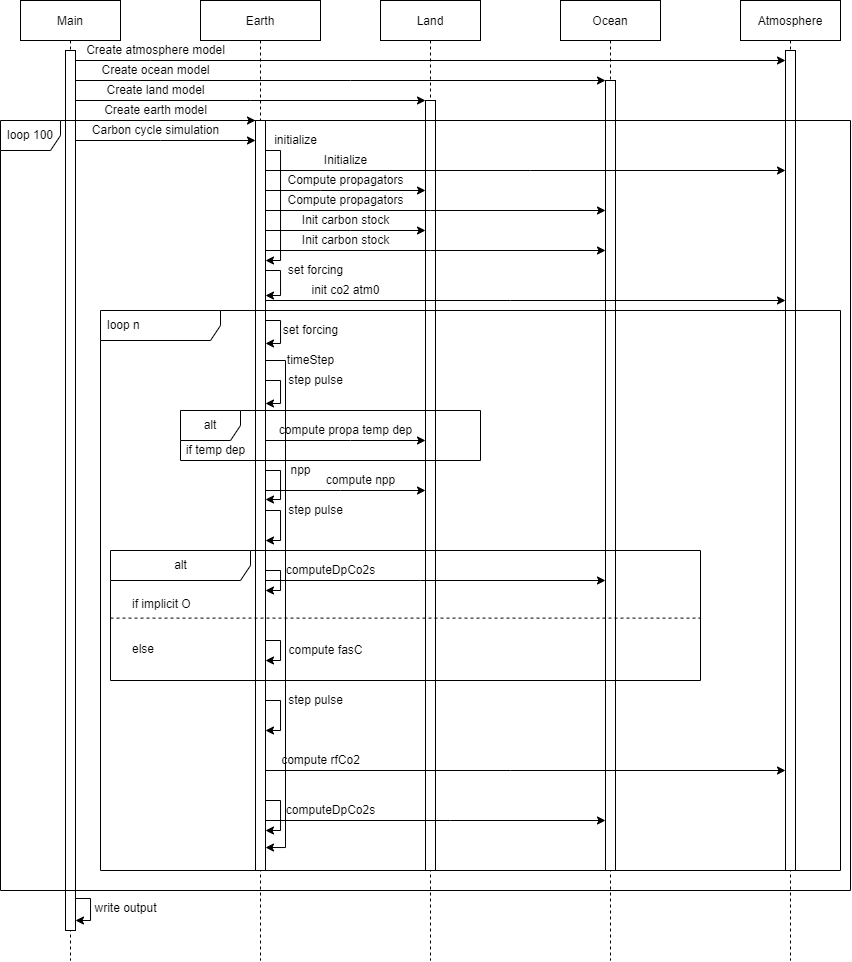 Main
Earth
Land
Ocean
Atmosphere
Create atmosphere model
Create ocean model
Create land model
Create earth model
loop 100
Carbon cycle simulation
initialize
Initialize
Compute propagators
Compute propagators
Init carbon stock
Init carbon stock
set forcing
init co2 atm0
loop n
set forcing
timeStep
step pulse
alt
compute propa temp dep
if temp dep
npp
compute npp
step pulse
alt
computeDpCo2s
if implicit O
else
compute fasC
step pulse
compute rfCo2
computeDpCo2s
write output